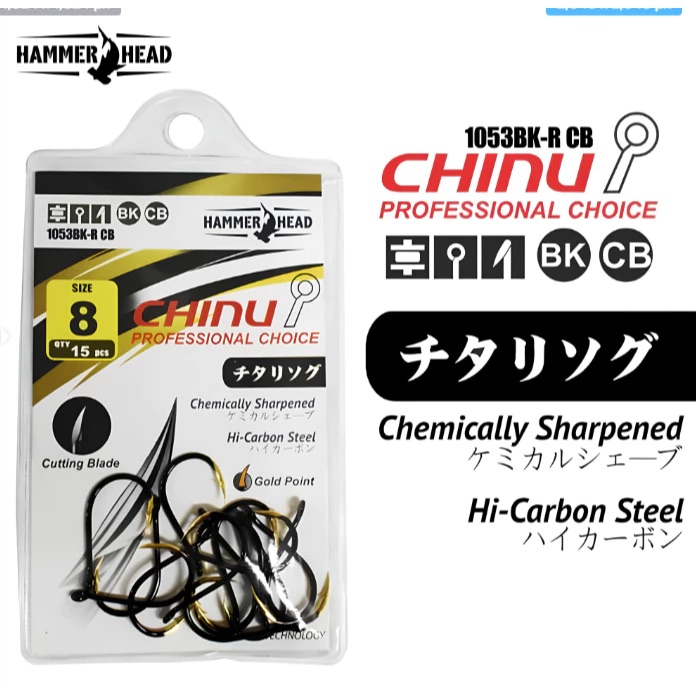 HAMMER HEAD
1053BK-R CB
BK CB
HAMMER HEAD
1053BK-R CB
SIZE
8
QTY 15 pcs
CHINU
PROFESSIONAL CHOICE
チタリソグ
Chemically Sharpened
ケミカルシェーブ
Hi-Carbon Steel
ハイカーボン
Cutting Blade
Gold Point
TECHNOLOGY
CHINU
PROFESSIONAL CHOICE
BK CB
チタリソグ
Chemically Sharpened
ケミカルシェーブ
Hi-Carbon Steel
ハイカーボン